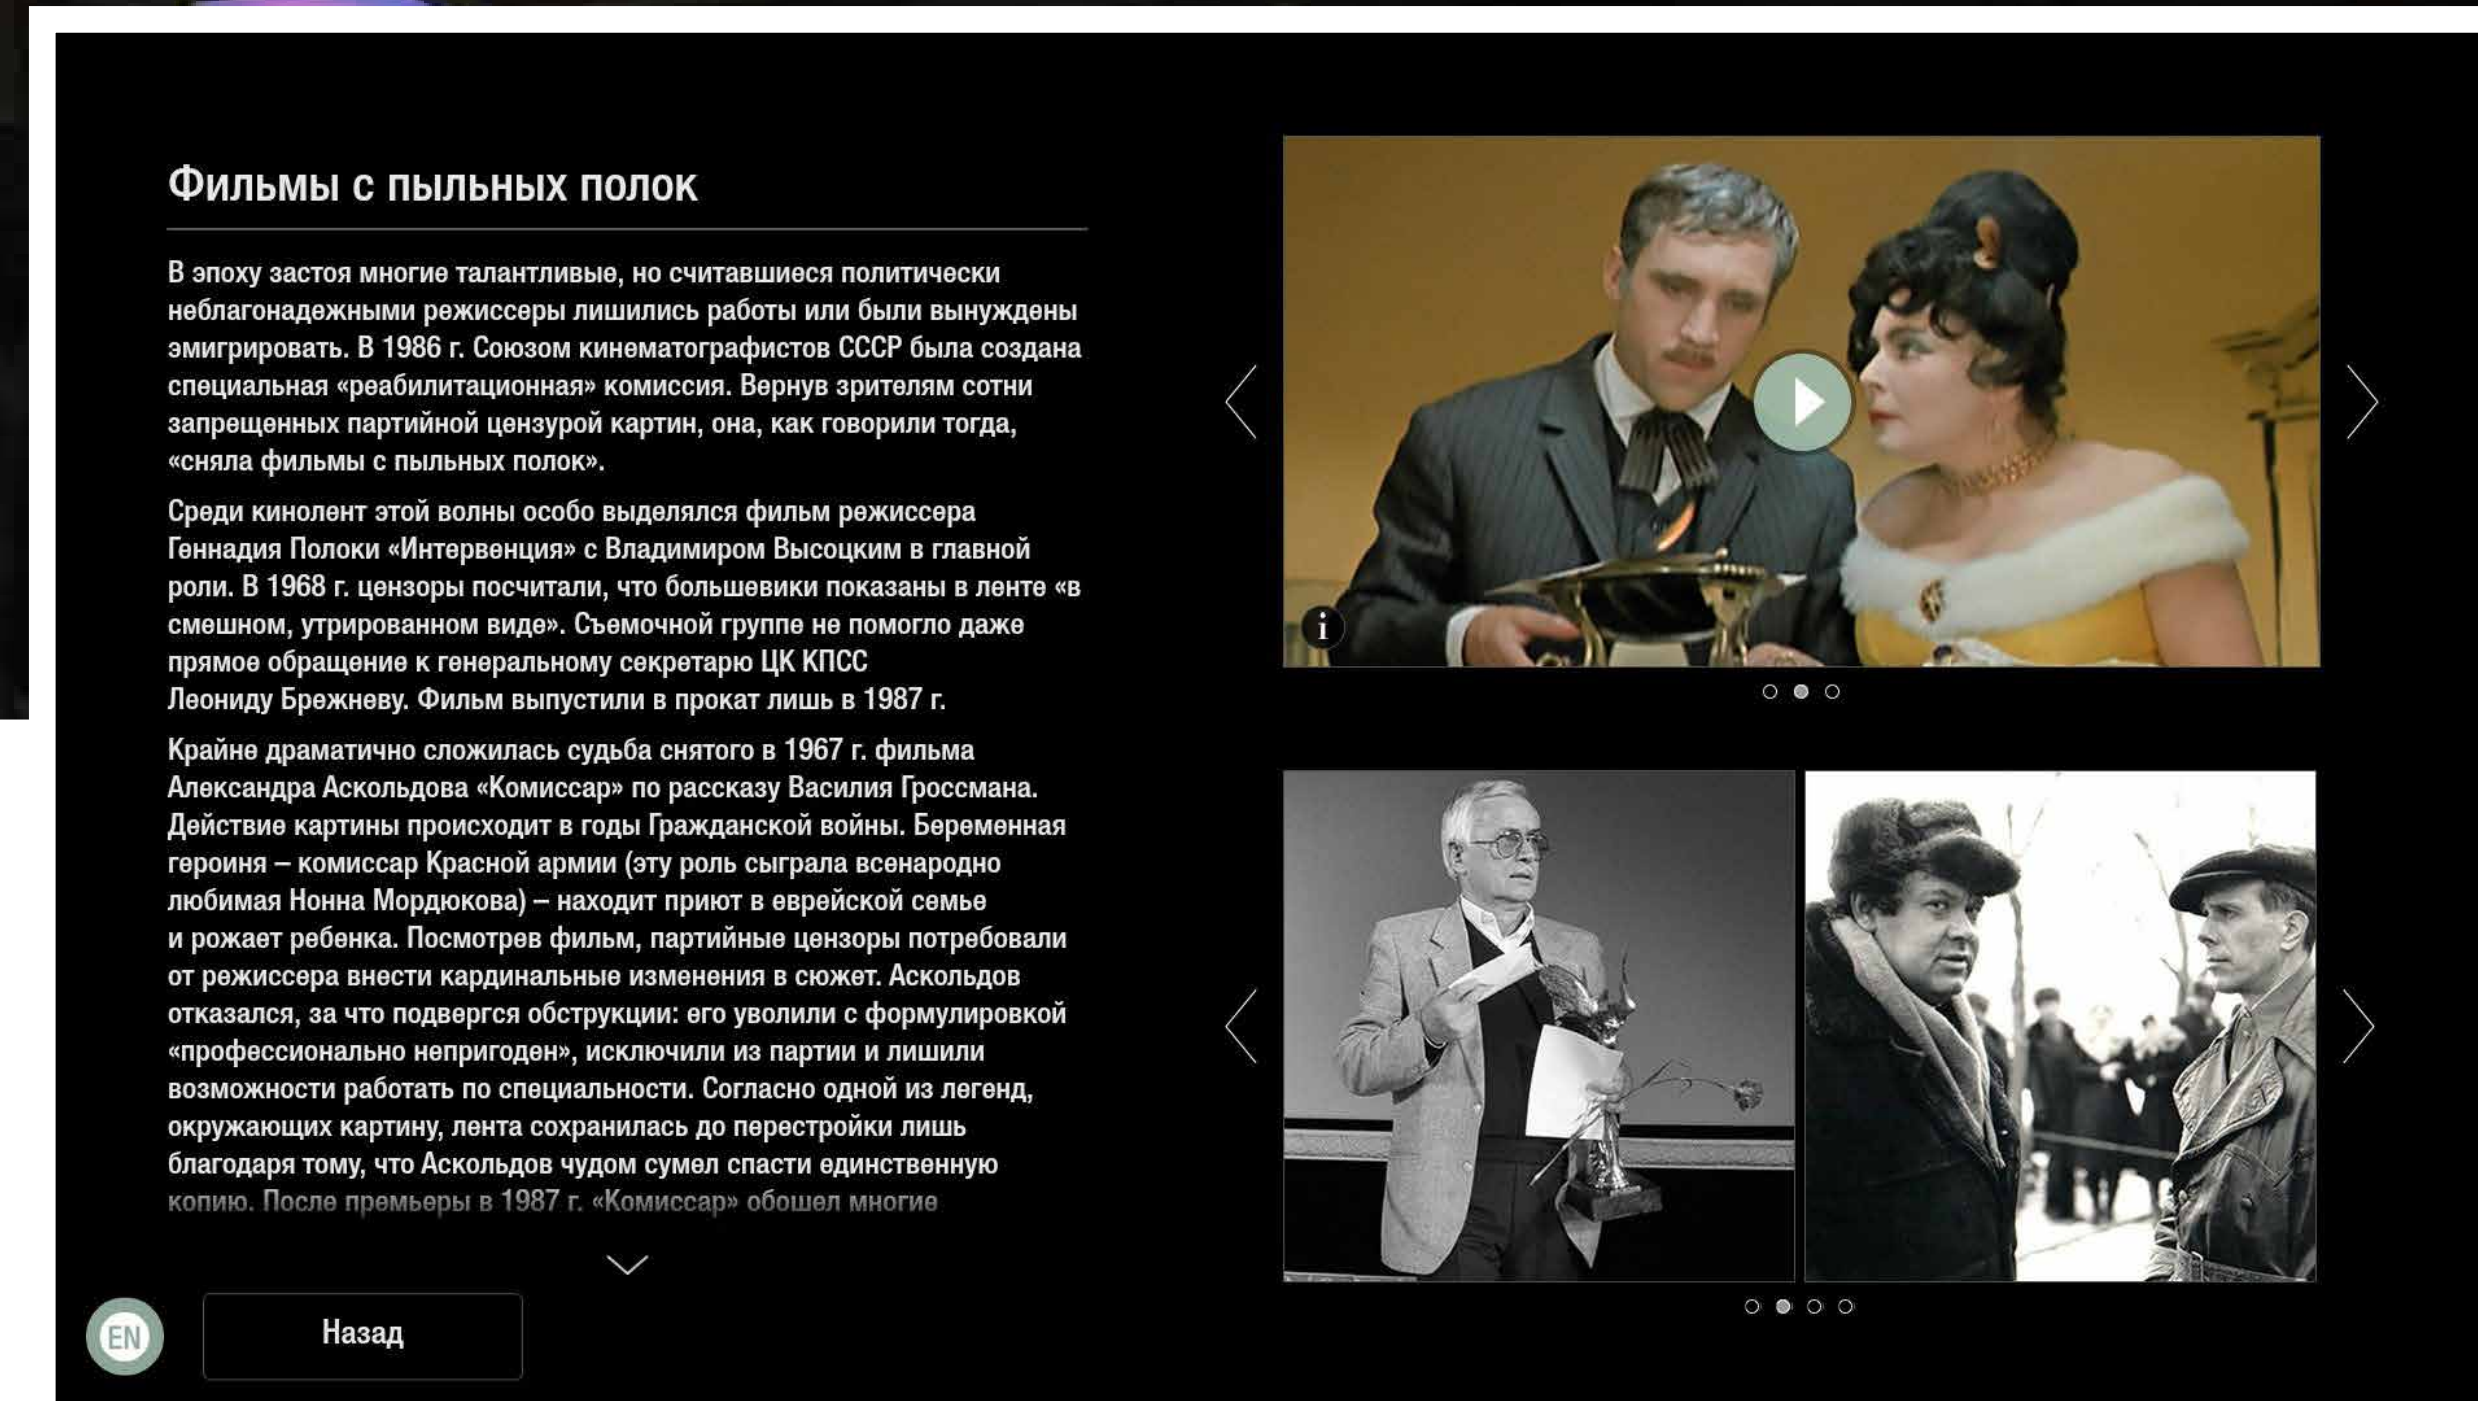 Фильмы с пыльных полок
В эпоху застоя многие талантливые, но считавшиеся политически
неблагонадежными режиссеры лишились работы или были вынуждены
эмигрировать. В 1986 г. Союзом кинематографистов СССР была создана
специальная «реабилитационная» комиссия. Вернув зрителям сотни
запрещенных партийной цензурой картин, она, как говорили тогда,
«сняла фильмы с пыльных полок».
Среди кинолент этой волны особо выделялся фильм режиссера
Геннадия Полоки «Интервенция» с Владимиром Высоцким в главной
роли. В 1968 г. цензоры посчитали, что большевики показаны в ленте «в
смешном, утрированном виде». Съемочной группе не помогло даже
прямое обращение к генеральному секретарю ЦК КПСС
Леониду Брежневу. Фильм выпустили в прокат лишь в 1987 г.
Крайне драматично сложилась судьба снятого в 1967 г. фильма
Александра Аскольдова «Комиссар» по рассказу Василия Гроссмана.
Действие картины происходит в годы Гражданской войны. Беременная
героиня – комиссар Красной армии (эту роль сыграла всенародно
любимая Нонна Мордюкова) – находит приют в еврейской семье
и рожает ребенка. Посмотрев фильм, партийные цензоры потребовали
от режиссера внести кардинальные изменения в сюжет. Аскольдов
отказался, за что подвергся обструкции: его уволили с формулировкой
«профессионально непригоден», исключили из партии и лишили
возможности работать по специальности. Согласно одной из легенд,
окружающих картину, лента сохранилась до перестройки лишь
благодаря тому, что Аскольдов чудом сумел спасти единственную
копию. После премьеры в 1987 г. «Комиссар» обошел многие
i
EN
Назад